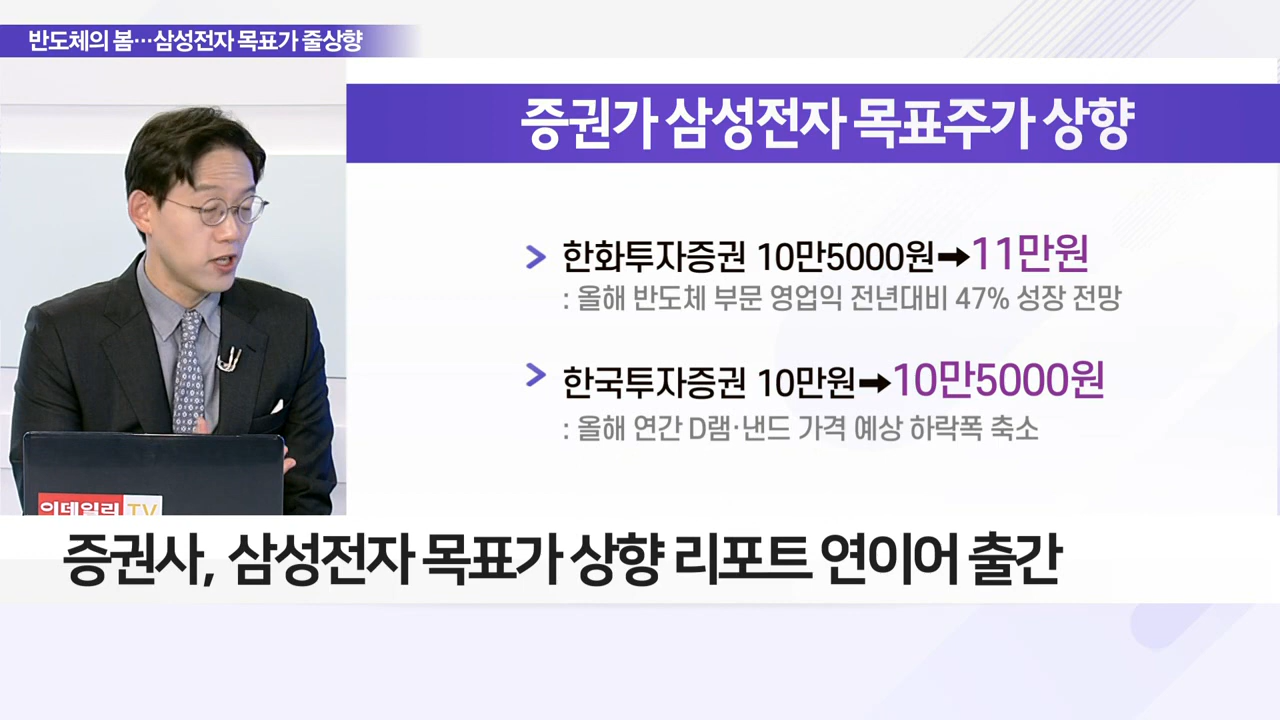 반도체의 봄…삼성전자 목표가 줄상향
증권가 삼성전자 목표주가 상향
> 한화투자증권 10만5000원➡11만원
: 올해 반도체 부문 영업익 전년대비 47% 성장 전망
> 한국투자증권 10만원➡10만5000원
: 올해 연간 D램·낸드 가격 예상 하락폭 축소
이데일리 TV
증권사, 삼성전자 목표가 상향 리포트 연이어 출간